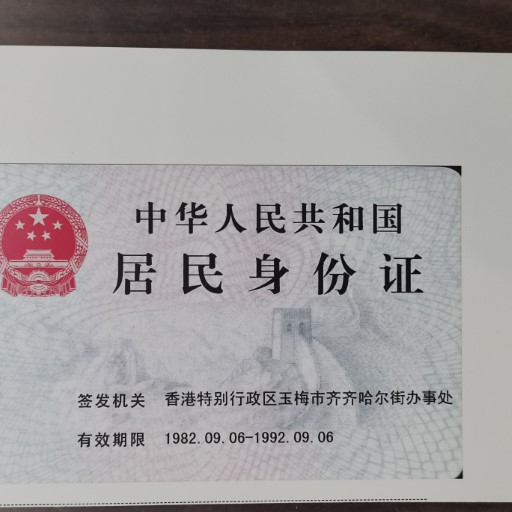 中华人民共和国
居民身份证
签发机关 香港特别行政区玉梅市齐齐哈尔街办事处
有效期限 1982.09.06-1992.09.06